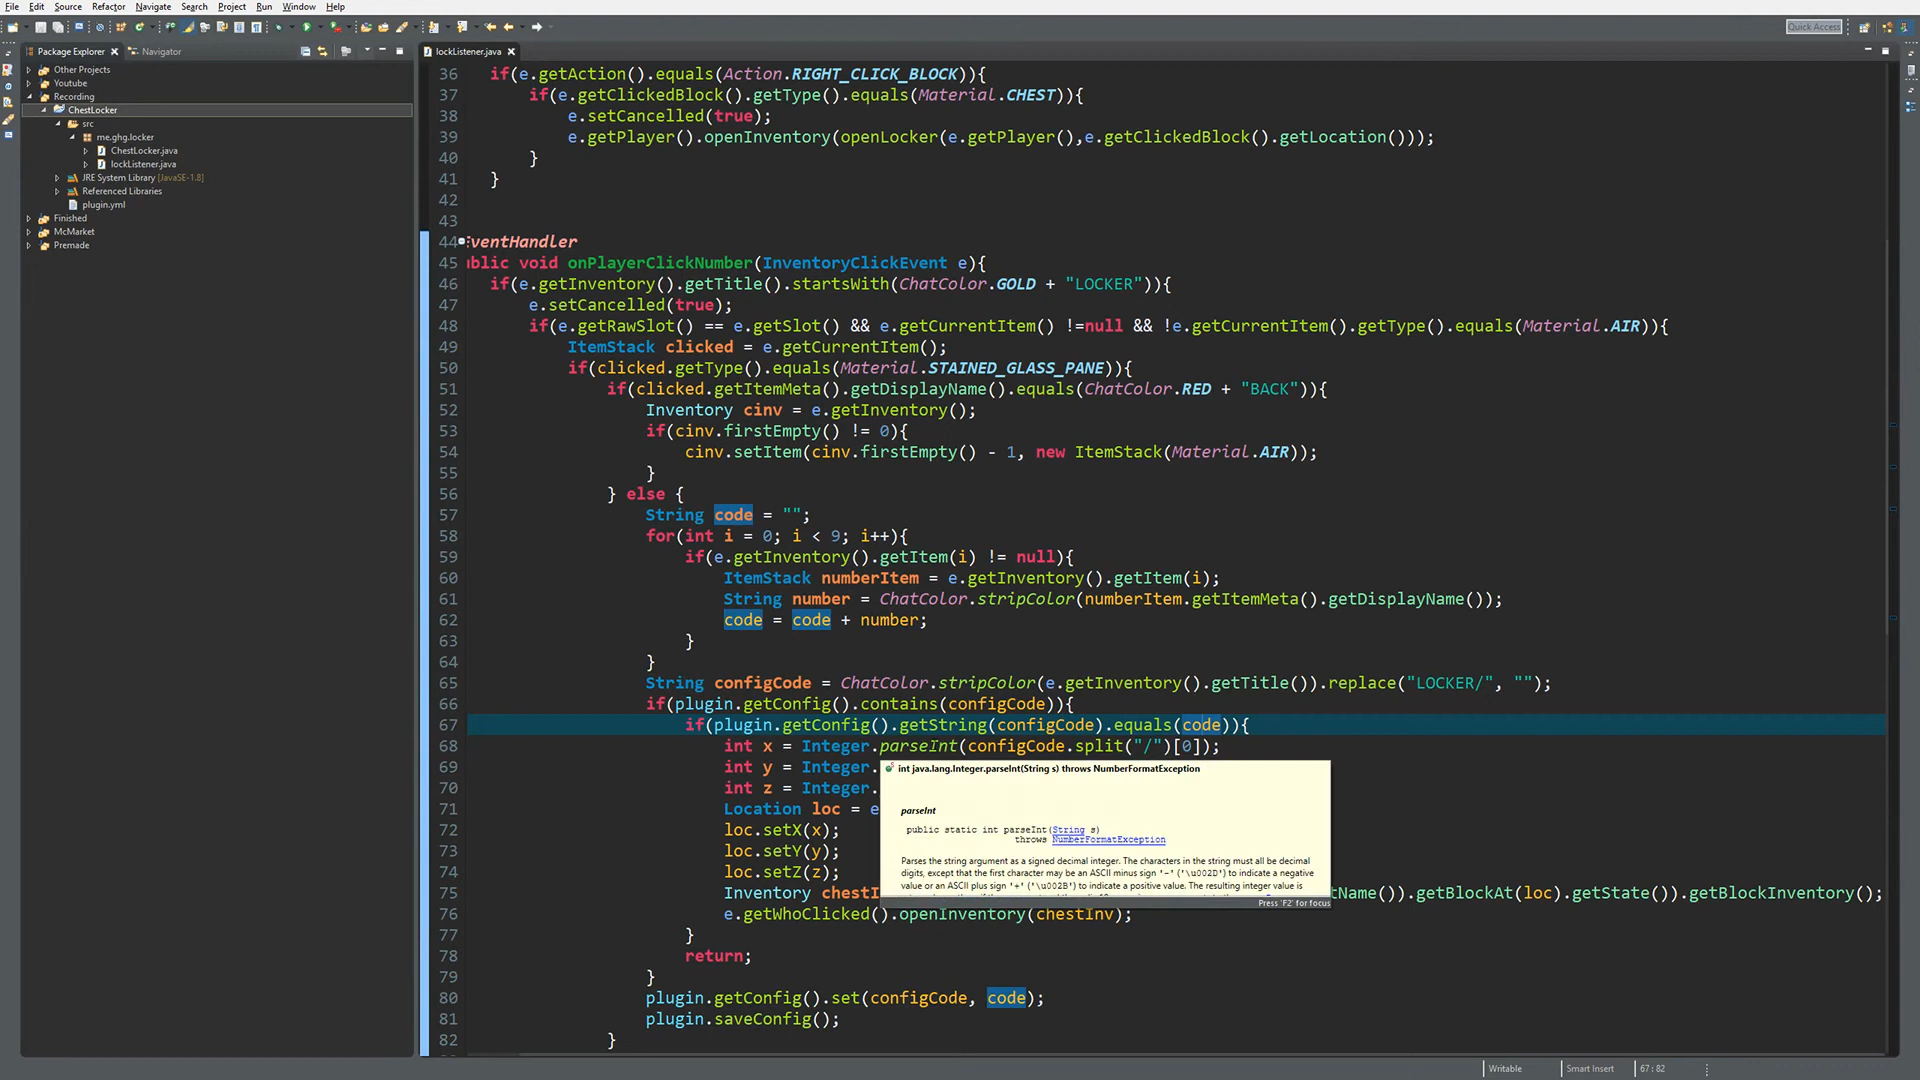 File Edit Source Refactor Navigate Search Project Run Window Help
Quick Access
Package Explorer Navigator
lockListener.java
Other Projects
Youtube
Recording
ChestLocker
src
me.ghg.locker
ChestLocker.java
lockListener.java
JRE System Library [JavaSE-1.8]
Referenced Libraries
plugin.yml
Finished
McMarket
Premade
36 if(e.getAction().equals(Action.RIGHT_CLICK_BLOCK)){
37 if(e.getClickedBlock().getType().equals(Material.CHEST)){
38 e.setCancelled(true);
39 e.getPlayer().openInventory(openLocker(e.getPlayer(),e.getClickedBlock().getLocation()));
40 }
41 }
42
43
44 EventHandler
45 ublic void onPlayerClickNumber(InventoryClickEvent e){
46 if(e.getInventory().getTitle().startsWith(ChatColor.GOLD + "LOCKER")){
47 e.setCancelled(true);
48 if(e.getRawSlot() == e.getSlot() && e.getCurrentItem() !=null && !e.getCurrentItem().getType().equals(Material.AIR)){
49 ItemStack clicked = e.getCurrentItem();
50 if(clicked.getType().equals(Material.STAINED_GLASS_PANE)){
51 if(clicked.getItemMeta().getDisplayName().equals(ChatColor.RED + "BACK")){
52 Inventory cinv = e.getInventory();
53 if(cinv.firstEmpty() != 0){
54 cinv.setItem(cinv.firstEmpty() - 1, new ItemStack(Material.AIR));
55 }
56 } else {
57 String code = "";
58 for(int i = 0; i < 9; i++){
59 if(e.getInventory().getItem(i) != null){
60 ItemStack numberItem = e.getInventory().getItem(i);
61 String number = ChatColor.stripColor(numberItem.getItemMeta().getDisplayName());
62 code = code + number;
63 }
64 }
65 String configCode = ChatColor.stripColor(e.getInventory().getTitle()).replace("LOCKER/", "");
66 if(plugin.getConfig().contains(configCode)){
67 if(plugin.getConfig().getString(configCode).equals(code)){
68 int x = Integer.parseInt(configCode.split("/")[0]);
69 int y = Integer.
70 int z = Integer.
71 Location loc = e
72 loc.setX(x);
73 loc.setY(y);
74 loc.setZ(z);
75 Inventory chestI tName()).getBlockAt(loc).getState()).getBlockInventory();
76 e.getWhoClicked().openInventory(chestInv);
77 }
78 return;
79 }
80 plugin.getConfig().set(configCode, code);
81 plugin.saveConfig();
82 }
int java.lang.Integer.parseInt(String s) throws NumberFormatException
parseInt
public static int parseInt(String s)
throws NumberFormatException
Parses the string argument as a signed decimal integer. The characters in the string must all be decimal
digits, except that the first character may be an ASCII minus sign '-' ('\u002D') to indicate a negative
value or an ASCII plus sign '+' ('\u002B') to indicate a positive value. The resulting integer value is
Press 'F2' for focus
Writable Smart Insert 67 : 82